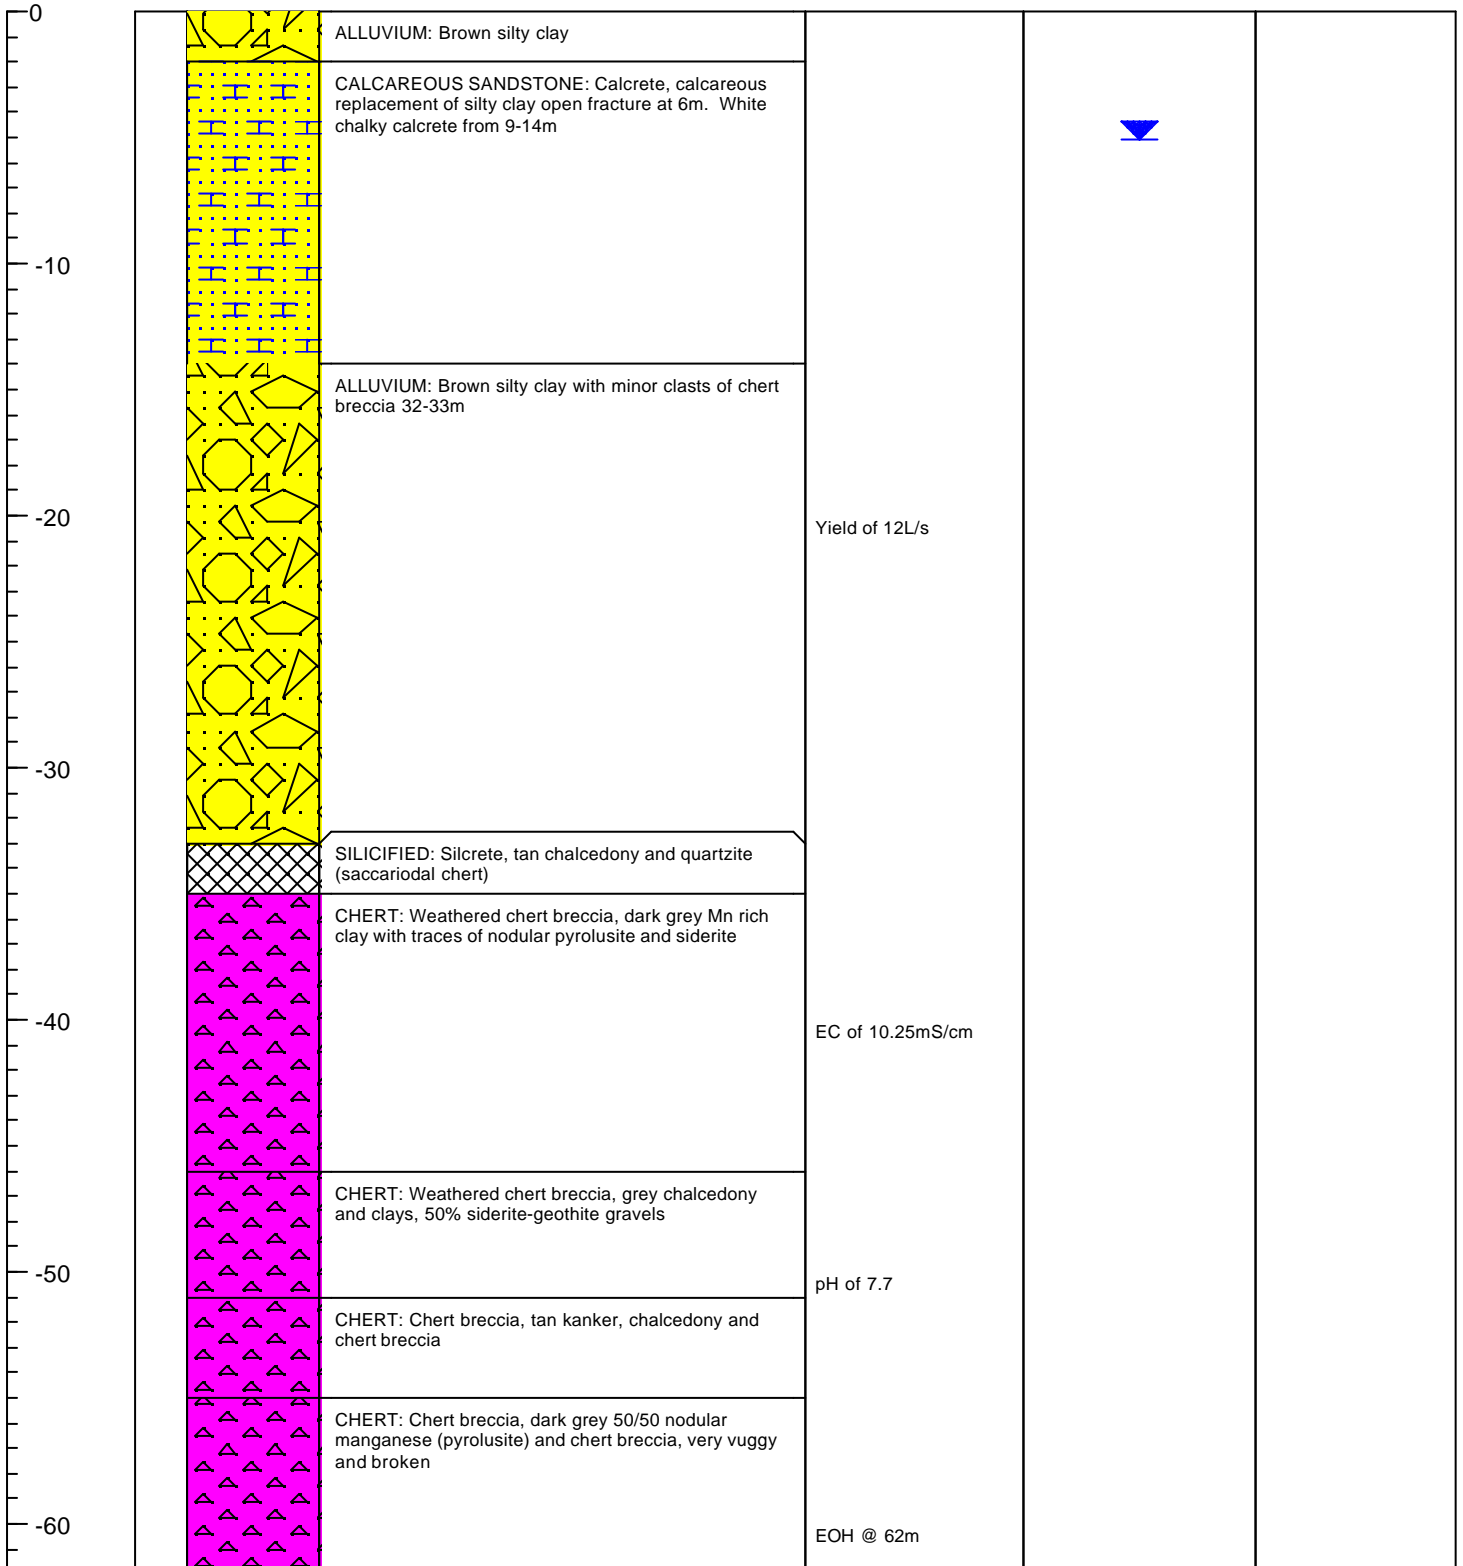 0
ALLUVIUM: Brown silty clay
CALCAREOUS SANDSTONE: Calcrete, calcareous
replacement of silty clay open fracture at 6m. White
chalky calcrete from 9-14m
-10
ALLUVIUM: Brown silty clay with minor clasts of chert
breccia 32-33m
-20
Yield of 12L/s
-30
SILICIFIED: Silcrete, tan chalcedony and quartzite
(saccariodal chert)
CHERT: Weathered chert breccia, dark grey Mn rich
clay with traces of nodular pyrolusite and siderite
-40
EC of 10.25mS/cm
CHERT: Weathered chert breccia, grey chalcedony
and clays, 50% siderite-geothite gravels
-50
pH of 7.7
CHERT: Chert breccia, tan kanker, chalcedony and
chert breccia
CHERT: Chert breccia, dark grey 50/50 nodular
manganese (pyrolusite) and chert breccia, very vuggy
and broken
-60
EOH @ 62m